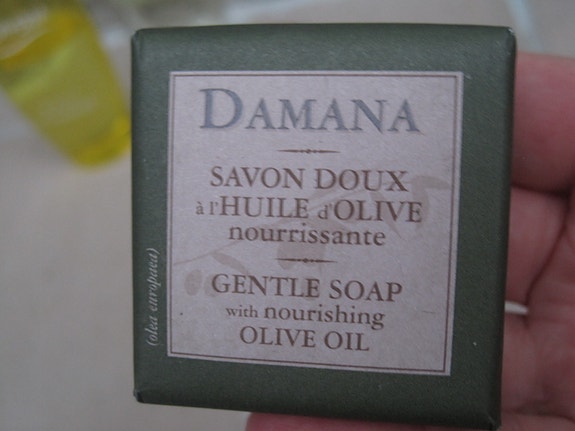 DAMANA
SAVON DOUX
à l'HUILE d'OLIVE
nourrissante
GENTLE SOAP
with nourishing
OLIVE OIL
(olea europaea)